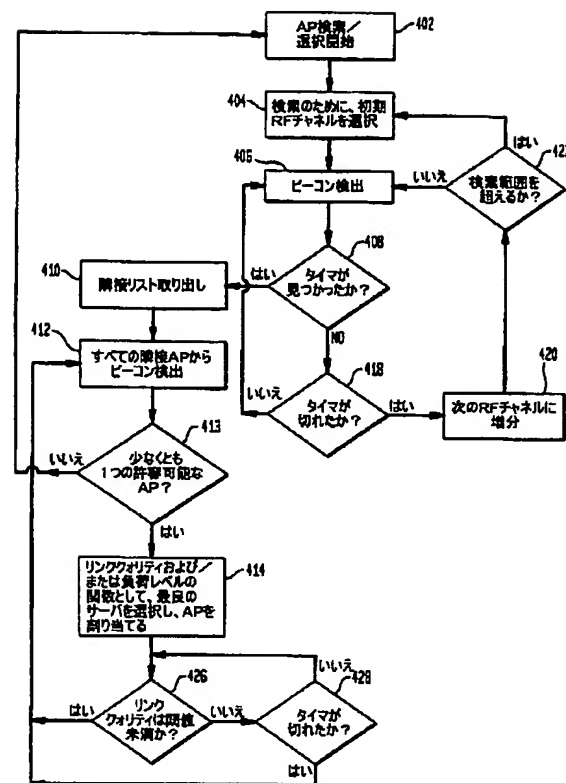 AP検索／
選択開始
402
404
検索のために、初期
RFチャネルを選択
406
ビーコン検出
はい
いいえ
検索範囲を
超えるか？
408
タイマが
見つかったか？
はい
NO
410
隣接リスト取り出し
412
すべての隣接APから
ビーコン検出
418
タイマが
切れたか？
いいえ
はい
420
次のRFチャネルに
増分
413
少なくとも
1つの許容可能な
AP？
いいえ
はい
リンククォリティおよび／
または負荷レベルの
関数として、最良の
サーバを選択し、APを
割り当てる
414
426
リンク
クォリティは閾値
未満か？
はい
いいえ
428
タイマが
切れたか？
いいえ
はい